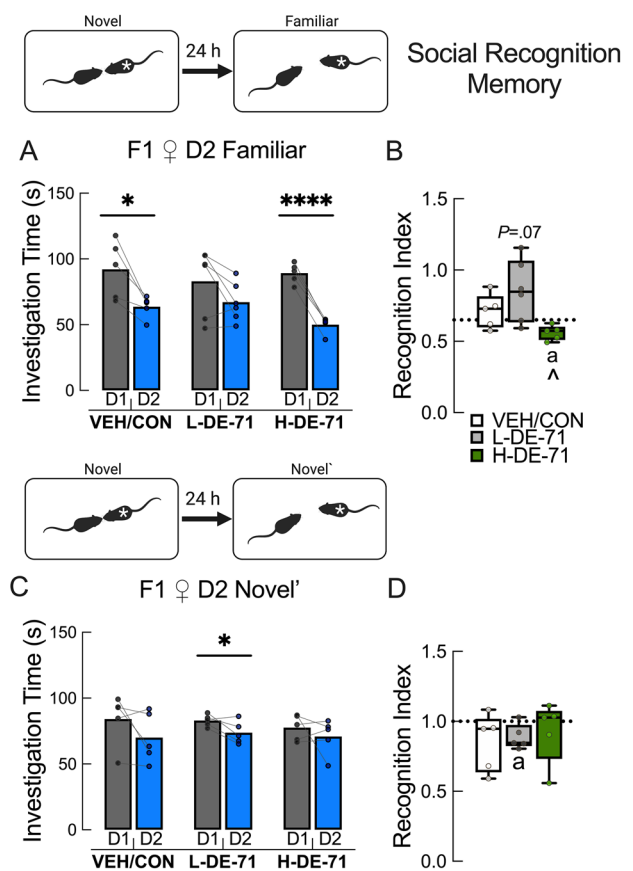 Novel
24 h
Familiar
*
*
Social Recognition
Memory
A
F1 ♀ D2 Familiar
Investigation Time (s)
150
100
50
0
*
****
D1 D2
D1 D2
D1 D2
VEH/CON
L-DE-71
H-DE-71
B
Recognition Index
1.5
1.0
0.5
0.0
P=.07
a
^
VEH/CON
L-DE-71
H-DE-71
Novel
24 h
Novel`
*
*
C
F1 ♀ D2 Novel’
Investigation Time (s)
150
100
50
0
*
D1 D2
D1 D2
D1 D2
VEH/CON
L-DE-71
H-DE-71
D
Recognition Index
1.5
1.0
0.5
0.0
a